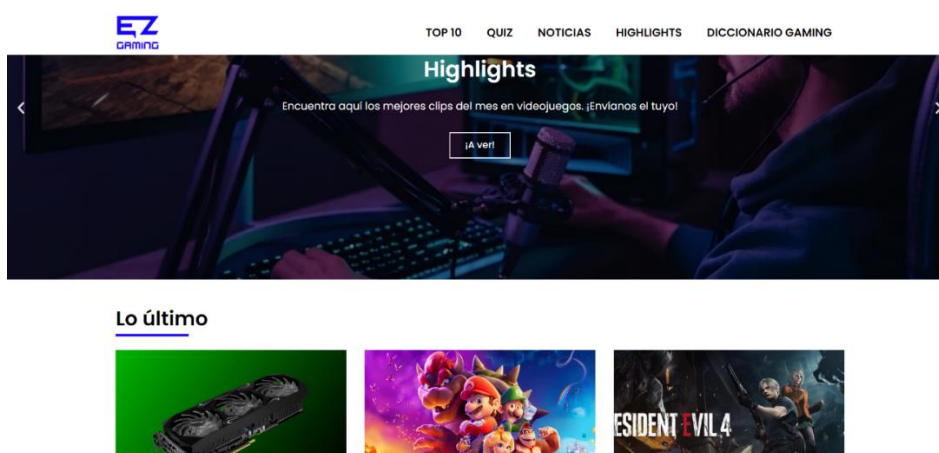 EZ
GAMING
TOP 10 QUIZ NOTICIAS HIGHLIGHTS DICCIONARIO GAMING
Highlights
Encuentra aquí los mejores clips del mes en videojuegos. ¡Envíanos el tuyo!
¡A ver!
Lo último
ESIDENT EVIL 4